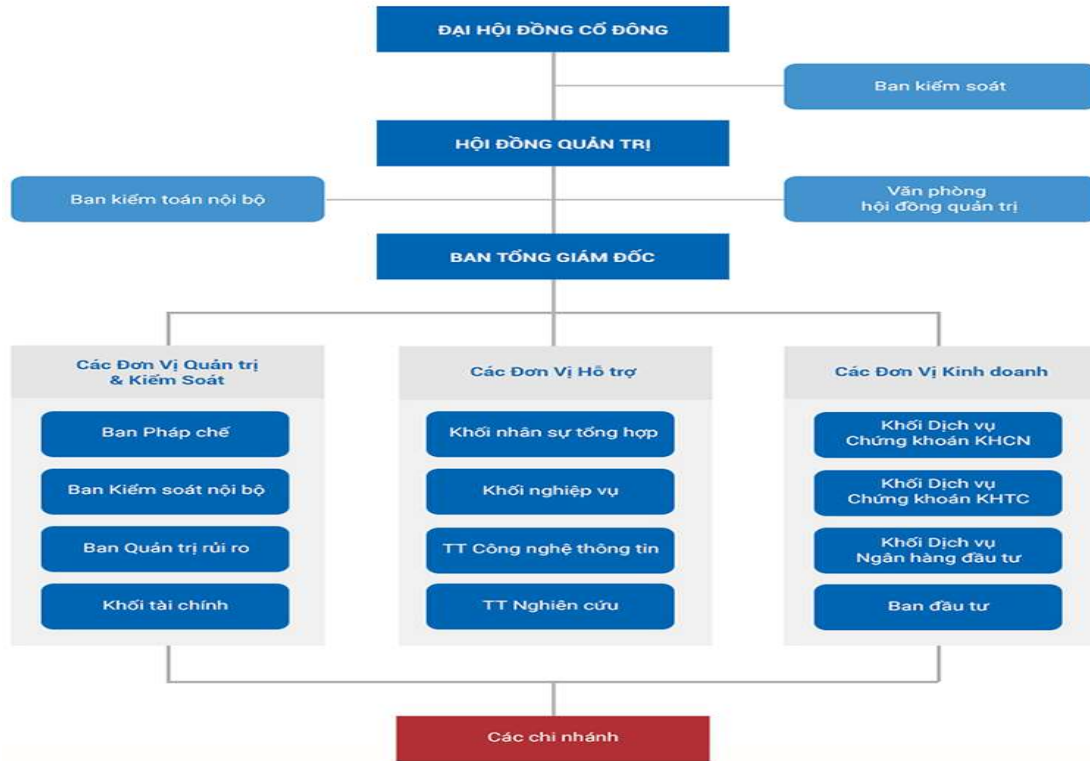 ĐẠI HỘI ĐỒNG CỔ ĐÔNG
Ban kiểm soát
HỘI ĐỒNG QUẢN TRỊ
Ban kiểm toán nội bộ
Văn phòng
hội đồng quản trị
BAN TỔNG GIÁM ĐỐC
Các Đơn Vị Quản trị
& Kiểm Soát
Ban Pháp chế
Ban Kiểm soát nội bộ
Ban Quản trị rủi ro
Khối tài chính
Các Đơn Vị Hỗ trợ
Khối nhân sự tổng hợp
Khối nghiệp vụ
TT Công nghệ thông tin
TT Nghiên cứu
Các Đơn Vị Kinh doanh
Khối Dịch vụ
Chứng khoán KHCN
Khối Dịch vụ
Chứng khoán KHTC
Khối Dịch vụ
Ngân hàng đầu tư
Ban đầu tư
Các chi nhánh